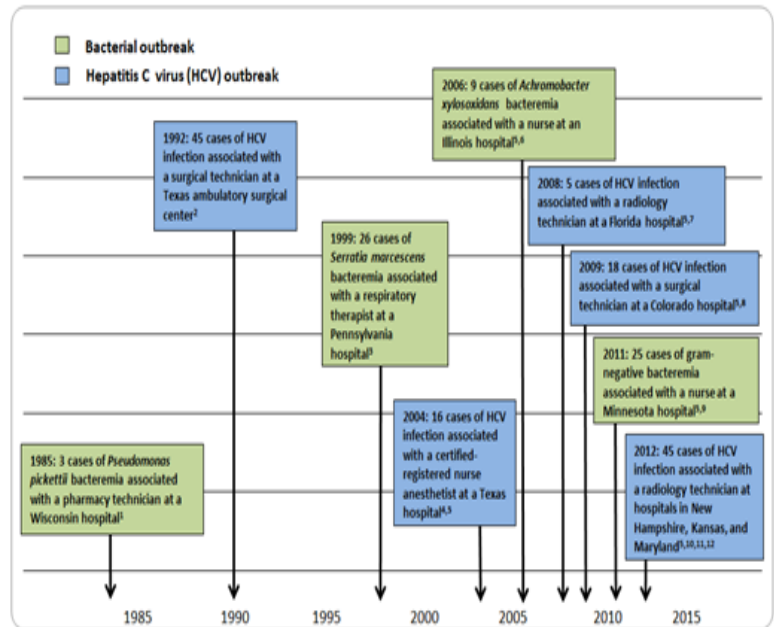 Bacterial outbreak
Hepatitis C virus (HCV) outbreak
2006: 9 cases of Achromobacter
xylosoxidans bacteremia
associated with a nurse at an
Illinois hospital5,6
1992: 45 cases of HCV
infection associated with
a surgical technician at a
Texas ambulatory surgical
center2
2008: 5 cases of HCV infection
associated with a radiology
technician at a Florida hospital5,7
1999: 26 cases of
Serratia marcescens
bacteremia associated
with a respiratory
therapist at a
Pennsylvania
hospital3
2009: 18 cases of HCV infection
associated with a surgical
technician at a Colorado hospital5,8
2011: 25 cases of gram-
negative bacteremia
associated with a nurse at a
Minnesota hospital5,9
2004: 16 cases of HCV
infection associated
with a certified-
registered nurse
anesthetist at a Texas
hospital4,5
1985: 3 cases of Pseudomonas
pickettii bacteremia associated
with a pharmacy technician at a
Wisconsin hospital1
2012: 45 cases of HCV
infection associated with
a radiology technician at
hospitals in New
Hampshire, Kansas, and
Maryland5,10,11,12
1985 1990 1995 2000 2005 2010 2015